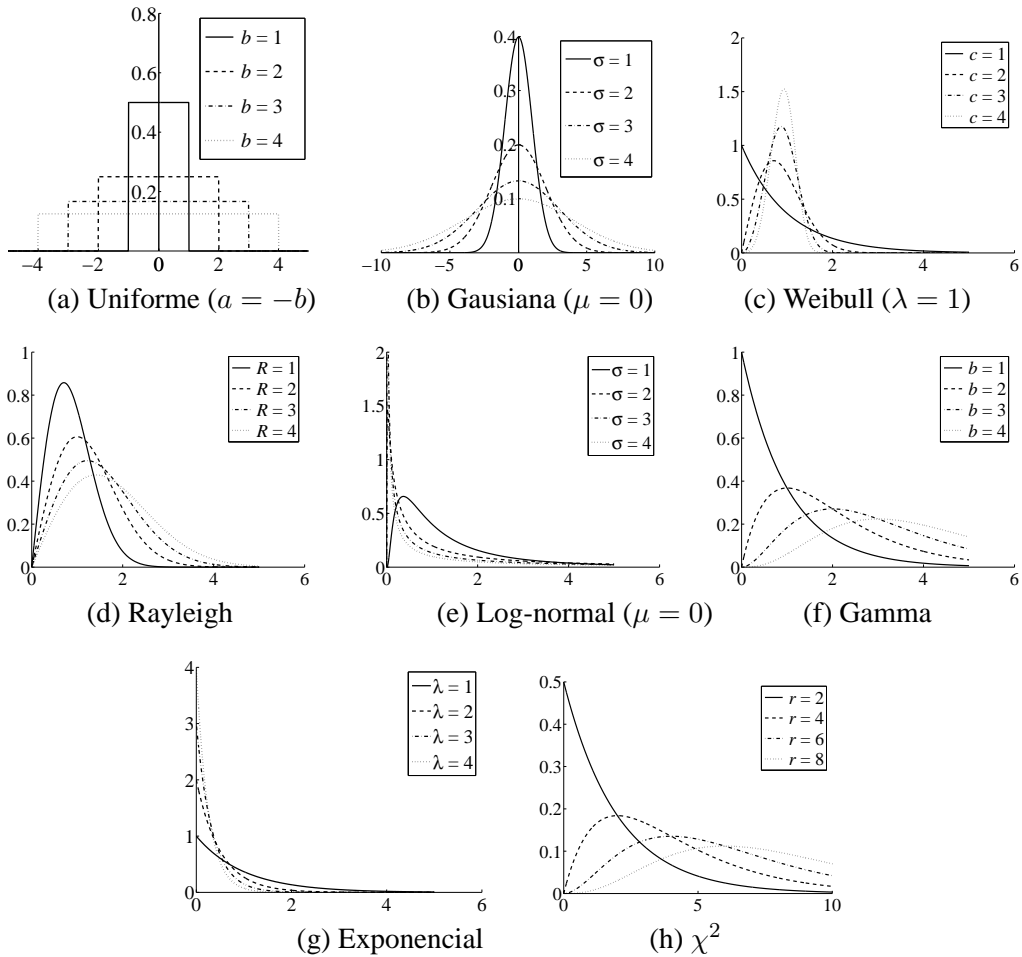 0.8
0.6
0.4
0.2
−4 −2 0 2 4
b = 1
b = 2
b = 3
b = 4
(a) Uniforme (a = −b)
0.4
0.3
0.2
0.1
−10 −5 0 5 10
σ = 1
σ = 2
σ = 3
σ = 4
(b) Gausiana (μ = 0)
2
1.5
1
0.5
0
0 2 4 6
c = 1
c = 2
c = 3
c = 4
(c) Weibull (λ = 1)
1
0.8
0.6
0.4
0.2
0
0 2 4 6
R = 1
R = 2
R = 3
R = 4
(d) Rayleigh
2
1.5
1
0.5
0
0 2 4 6
σ = 1
σ = 2
σ = 3
σ = 4
(e) Log-normal (μ = 0)
1
0.8
0.6
0.4
0.2
0
0 2 4 6
b = 1
b = 2
b = 3
b = 4
(f) Gamma
4
3
2
1
0
0 2 4 6
λ = 1
λ = 2
λ = 3
λ = 4
(g) Exponencial
0.5
0.4
0.3
0.2
0.1
0
0 5 10
r = 2
r = 4
r = 6
r = 8
(h) χ²